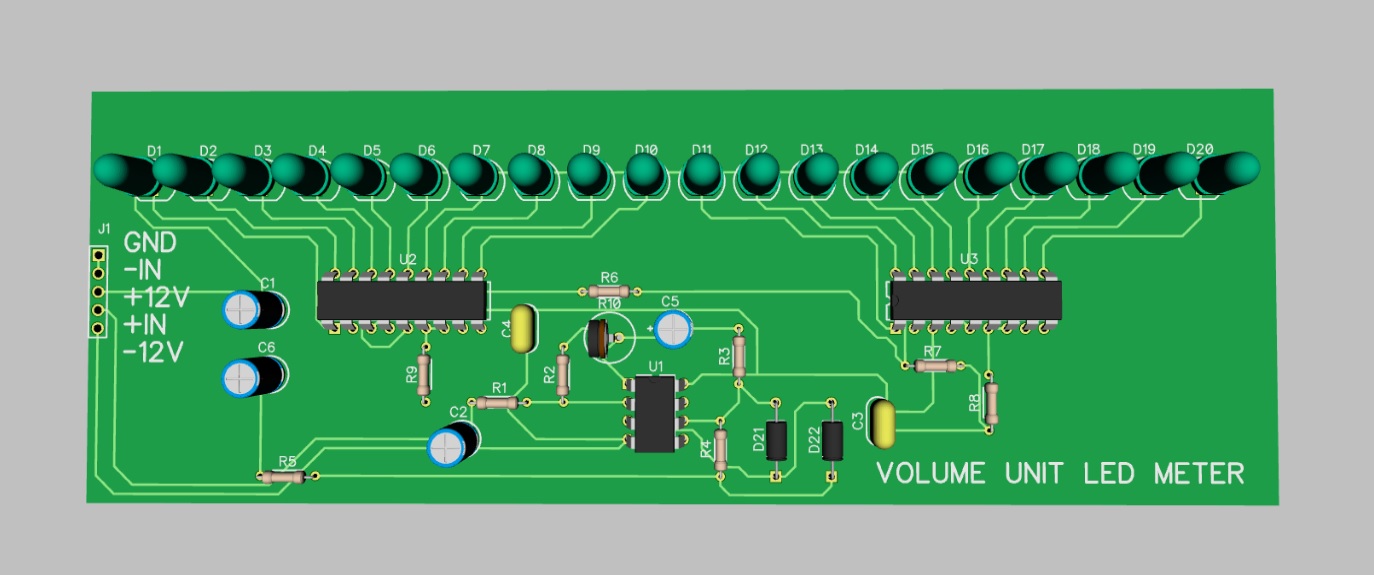 D1 D2 D3 D4 D5 D6 D7 D8 D9 D10 D11 D12 D13 D14 D15 D16 D17 D18 D19 D20
J1
GND
-IN
+12V
+IN
-12V
U2
U3
C1
R6
R10
C5
C4
C6
R9
R1
R2
R3
U1
R7
R8
C2
C3
R4
D21
D22
R5
VOLUME UNIT LED METER